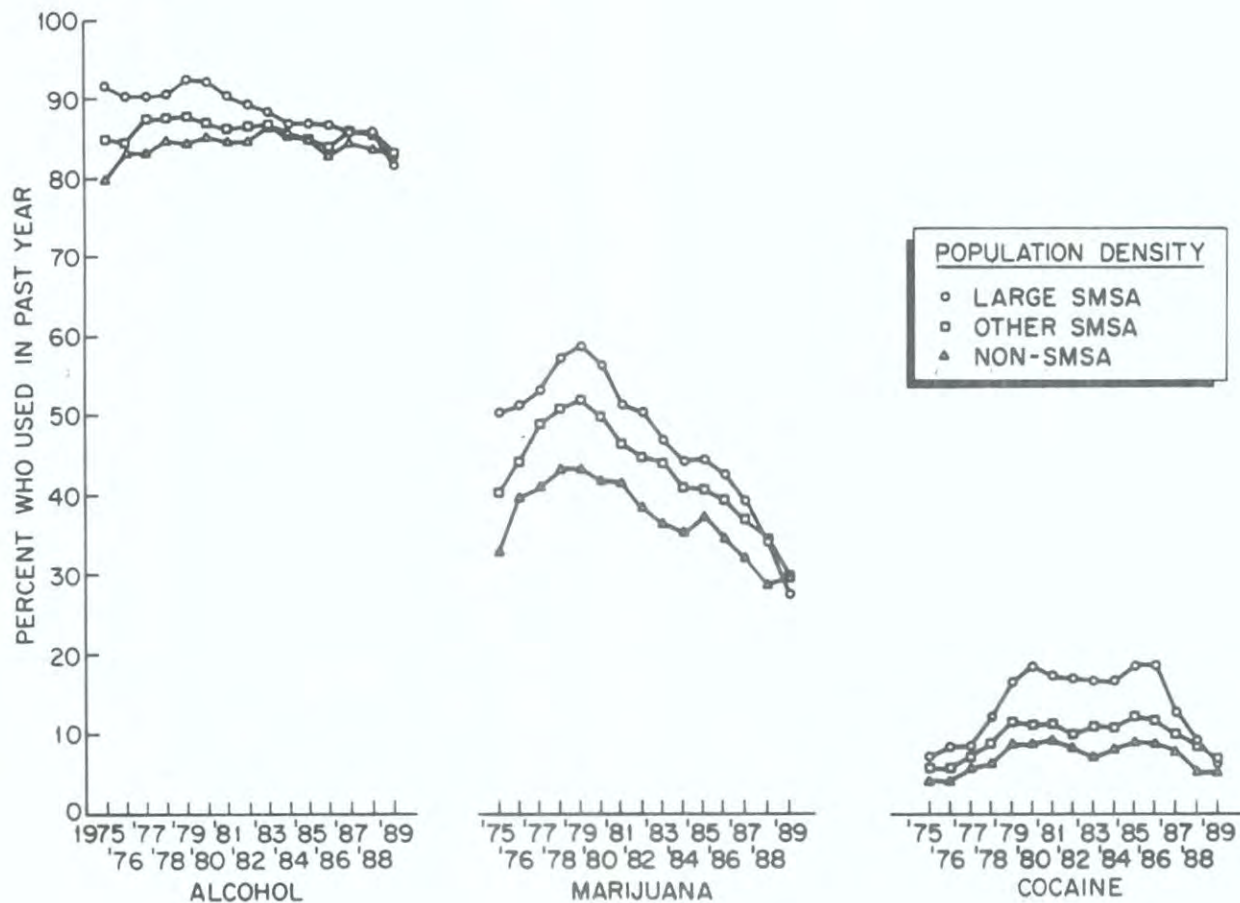 PERCENT WHO USED IN PAST YEAR
100
90
80
70
60
50
40
30
20
10
0
POPULATION DENSITY
LARGE SMSA
OTHER SMSA
NON-SMSA
1975 '77 '79 '81 '83 '85 '87 '89
'76 '78 '80 '82 '84 '86 '88
ALCOHOL
'75 '77 '79 '81 '83 '85 '87 '89
'76 '78 '80 '82 '84 '86 '88
MARIJUANA
'75 '77 '79 '81 '83 '85 '87 '89
'76 '78 '80 '82 '84 '86 '88
COCAINE